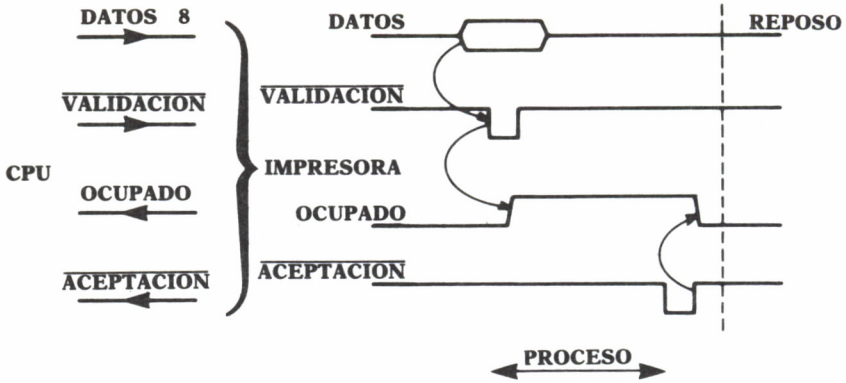 DATOS 8
VALIDACION
CPU
OCUPADO
ACEPTACION
DATOS
REPOSO
VALIDACION
IMPRESORA
OCUPADO
ACEPTACION
PROCESO